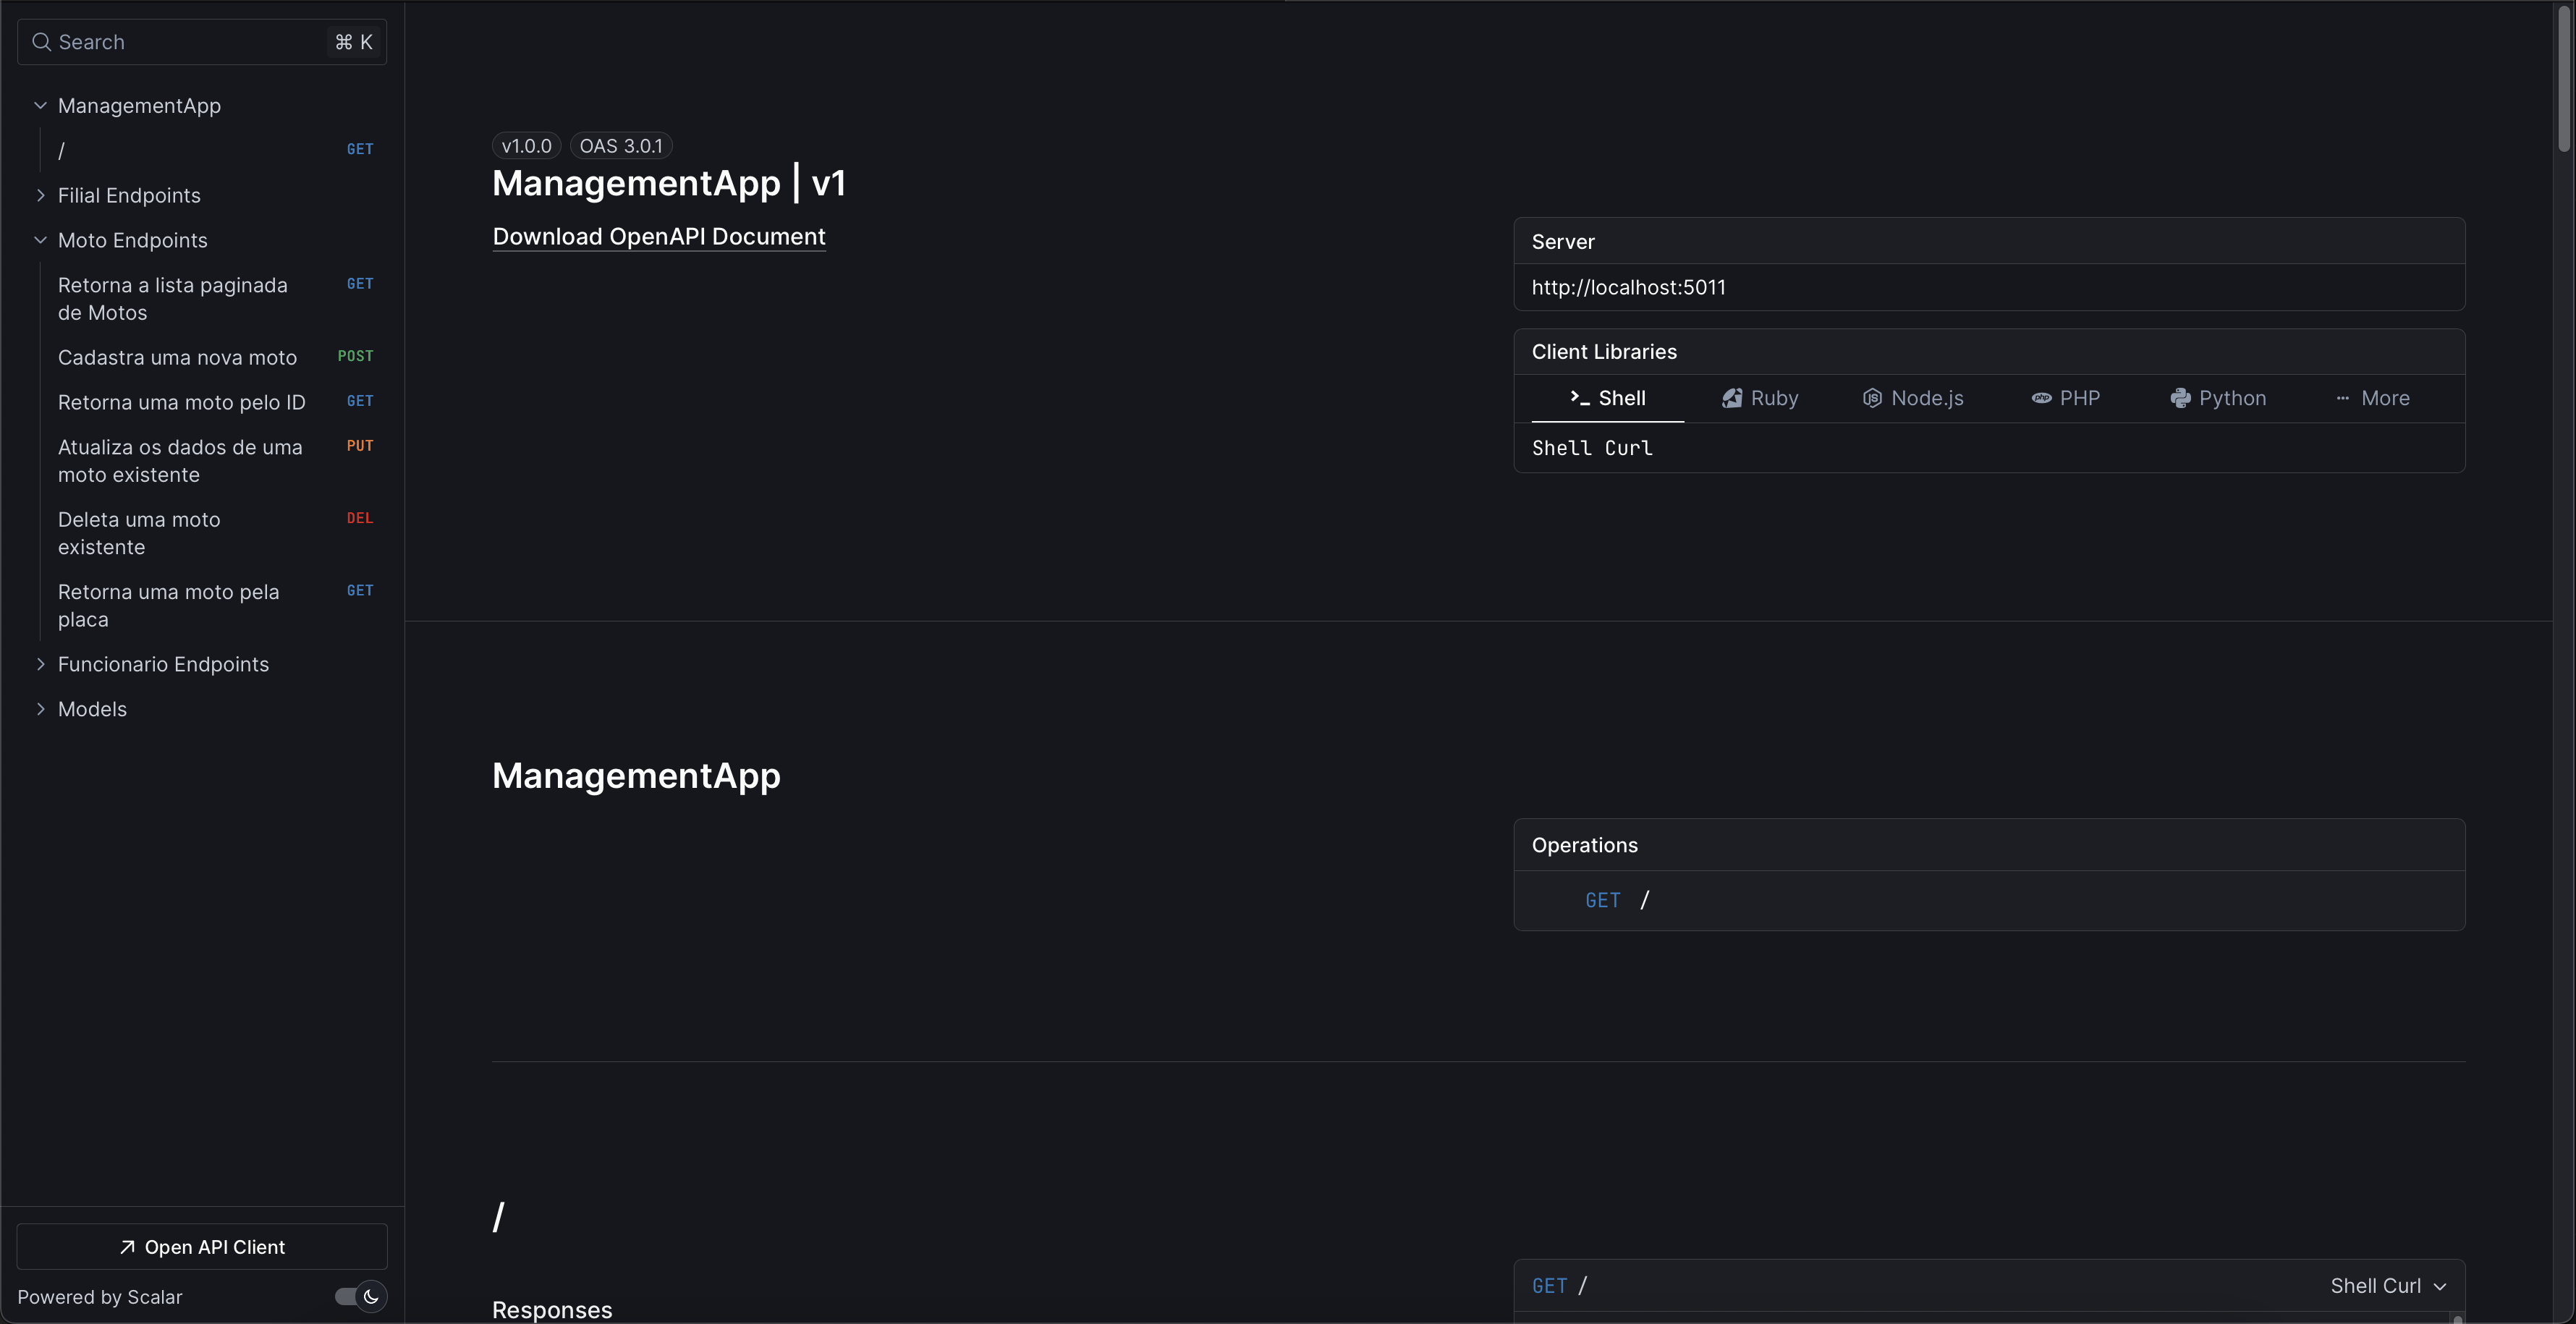 Search
⌘ K
ManagementApp
/ GET
Filial Endpoints
Moto Endpoints
Retorna a lista paginada GET
de Motos
Cadastra uma nova moto POST
Retorna uma moto pelo ID GET
Atualiza os dados de uma PUT
moto existente
Deleta uma moto DEL
existente
Retorna uma moto pela GET
placa
Funcionario Endpoints
Models
Open API Client
Powered by Scalar
v1.0.0 OAS 3.0.1
ManagementApp | v1
Download OpenAPI Document
Server
http://localhost:5011
Client Libraries
Shell Ruby Node.js PHP Python More
Shell Curl
ManagementApp
Operations
GET /
/
Responses
GET / Shell Curl